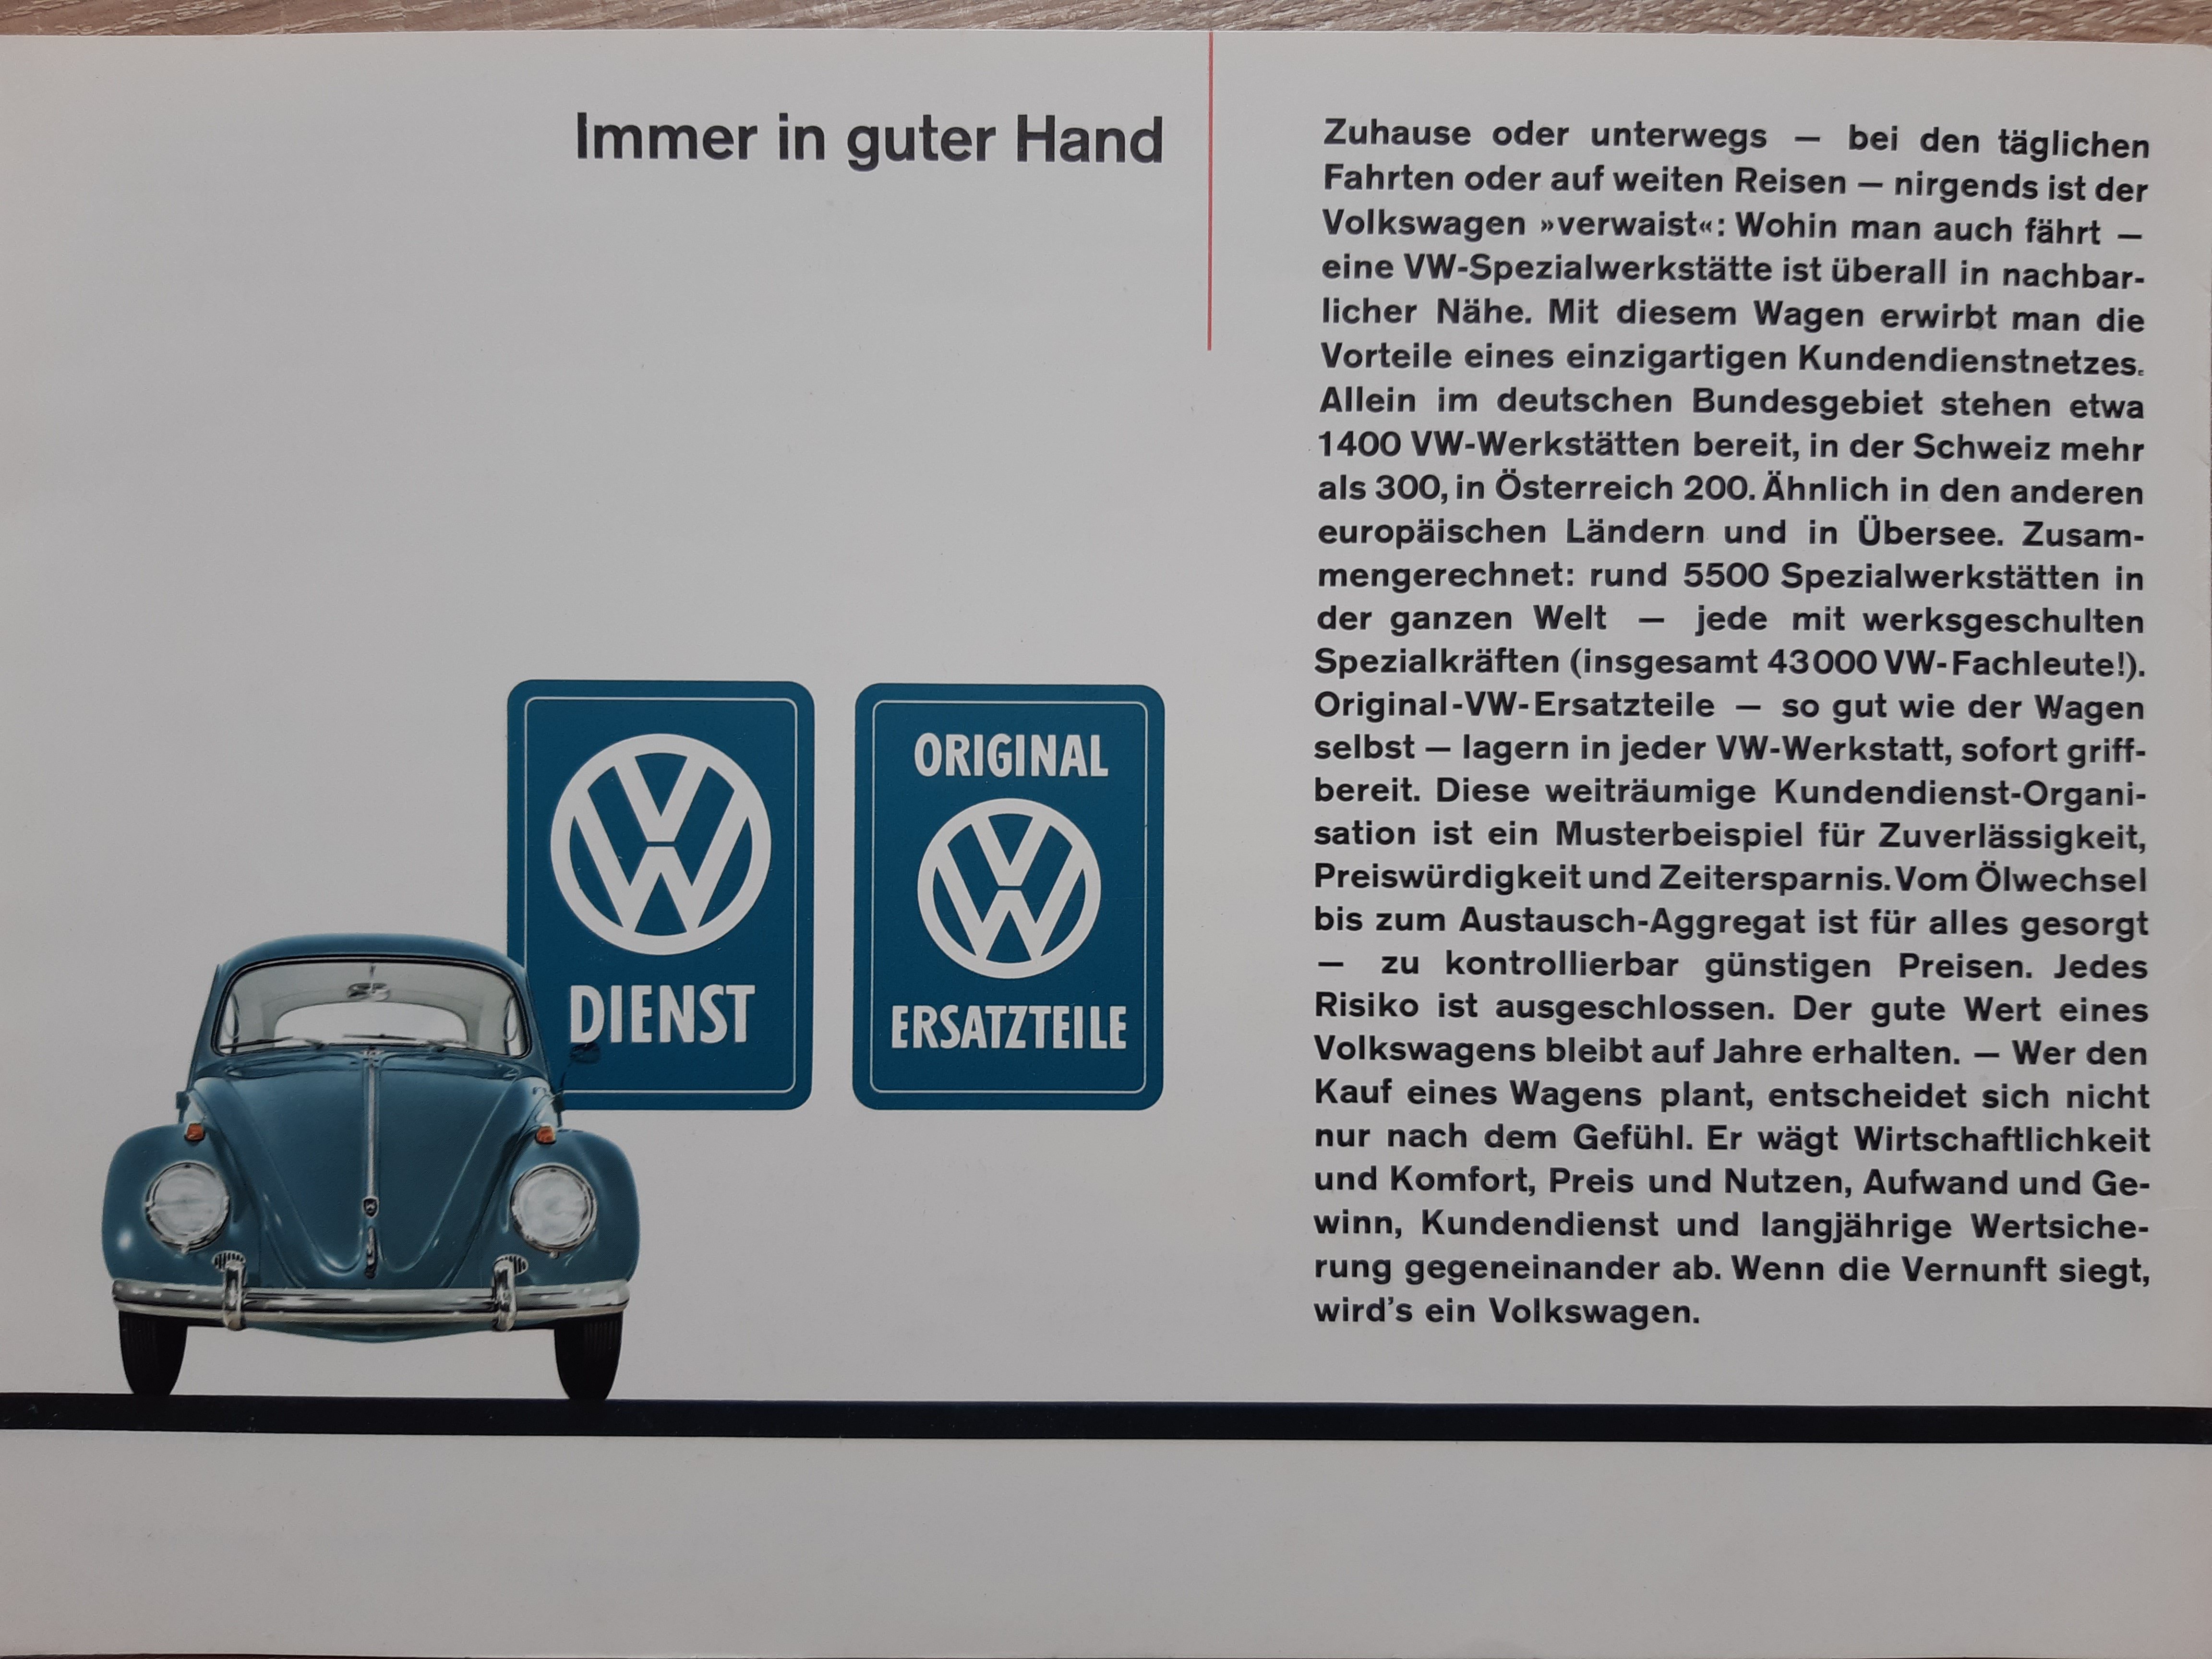 Immer in guter Hand
Zuhause oder unterwegs — bei den täglichen
Fahrten oder auf weiten Reisen — nirgends ist der
Volkswagen »verwaist«: Wohin man auch fährt —
eine VW-Spezialwerkstätte ist überall in nachbar-
licher Nähe. Mit diesem Wagen erwirbt man die
Vorteile eines einzigartigen Kundendienstnetzes.
Allein im deutschen Bundesgebiet stehen etwa
1400 VW-Werkstätten bereit, in der Schweiz mehr
als 300, in Österreich 200. Ähnlich in den anderen
europäischen Ländern und in Übersee. Zusam-
mengerechnet: rund 5500 Spezialwerkstätten in
der ganzen Welt — jede mit werksgeschulten
Spezialkräften (insgesamt 43000 VW-Fachleute!).
Original-VW-Ersatzteile — so gut wie der Wagen
selbst — lagern in jeder VW-Werkstatt, sofort griff-
bereit. Diese weiträumige Kundendienst-Organi-
sation ist ein Musterbeispiel für Zuverlässigkeit,
Preiswürdigkeit und Zeitersparnis. Vom Ölwechsel
bis zum Austausch-Aggregat ist für alles gesorgt
— zu kontrollierbar günstigen Preisen. Jedes
Risiko ist ausgeschlossen. Der gute Wert eines
Volkswagens bleibt auf Jahre erhalten. — Wer den
Kauf eines Wagens plant, entscheidet sich nicht
nur nach dem Gefühl. Er wägt Wirtschaftlichkeit
und Komfort, Preis und Nutzen, Aufwand und Ge-
winn, Kundendienst und langjährige Wertsiche-
rung gegeneinander ab. Wenn die Vernunft siegt,
wird's ein Volkswagen.
VW
DIENST
ORIGINAL
VW
ERSATZTEILE